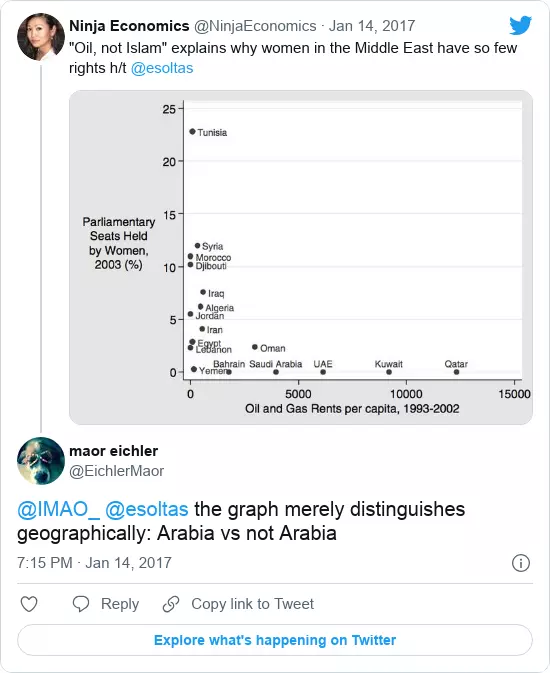 Ninja Economics @NinjaEconomics · Jan 14, 2017
"Oil, not Islam" explains why women in the Middle East have so few
rights h/t @esoltas
25
Tunisia
20
Parliamentary
Seats Held
by Women,
2003 (%)
15
Syria
Morocco
10
Djibouti
Iraq
Algeria
5
Jordan
Iran
Egypt
Lebanon
Oman
Bahrain Saudi Arabia UAE Kuwait Qatar
0
Yemen
0 5000 10000 15000
Oil and Gas Rents per capita, 1993-2002
maor eichler
@EichlerMaor
@IMAO_ @esoltas the graph merely distinguishes
geographically: Arabia vs not Arabia
7:15 PM · Jan 14, 2017
Reply Copy link to Tweet
Explore what's happening on Twitter